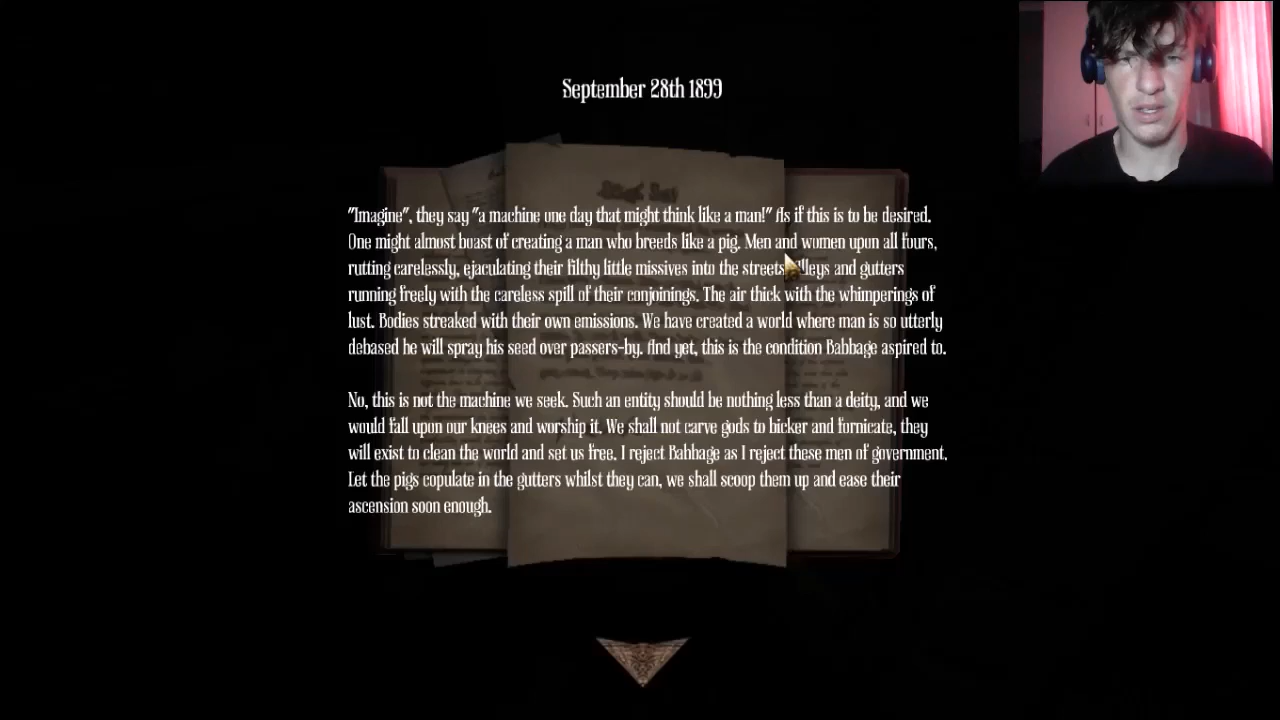 September 28th 1899
"Imagine", they say "a machine one day that might think like a man!" As if this is to be desired.
One might almost boast of creating a man who breeds like a pig. Men and women upon all fours,
rutting carelessly, ejaculating their filthy little missives into the streets. Alleys and gutters
running freely with the careless spill of their conjoinings. The air thick with the whimperings of
lust. Bodies streaked with their own emissions. We have created a world where man is so utterly
debased he will spray his seed over passers-by. And yet, this is the condition Babbage aspired to.
No, this is not the machine we seek. Such an entity should be nothing less than a deity, and we
would fall upon our knees and worship it. We shall not carve gods to bicker and fornicate, they
will exist to clean the world and set us free. I reject Babbage as I reject these men of government.
Let the pigs copulate in the gutters whilst they can, we shall scoop them up and ease their
ascension soon enough.